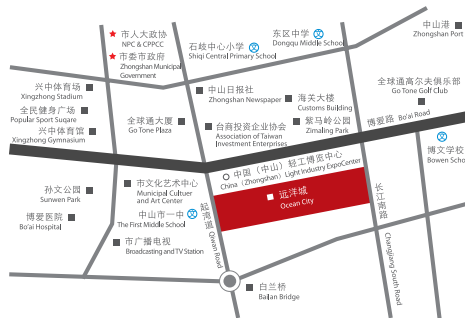 市人大政协
NPC & CPPCC
市委市政府
Zhongshan Municipal
Government
石岐中心小学
Shiqi Central Primary School
东区中学
Dongqu Middle School
中山港
Zhongshan Port
兴中体育场
Xingzhong Stadium
全民健身广场
Popular Sport Suqare
兴中体育馆
Xingzhong Gymnasium
全球通大厦
Go Tone Plaza
中山日报社
Zhongshan Newspaper
海关大楼
Customs Building
全球通高尔夫俱乐部
Go Tone Golf Club
台商投资企业协会
Association of Taiwan
Investment Enterprises
紫马岭公园
Zimaling Park
博爱路 Bo'ai Road
博文学校
Bowen School
中国（中山）轻工博览中心
China (Zhongshan) Light Industry ExpoCenter
远洋城
Ocean City
孙文公园
Sunwen Park
博爱医院
Bo'ai Hospital
市文化艺术中心
Municipal Cultuer
and Art Center
中山市一中
The First Middle School
市广播电视
Broadcasting and TV Station
起湾道
Qiwan Road
长江南路
Changjiang South Road
白兰桥
Bailan Bridge